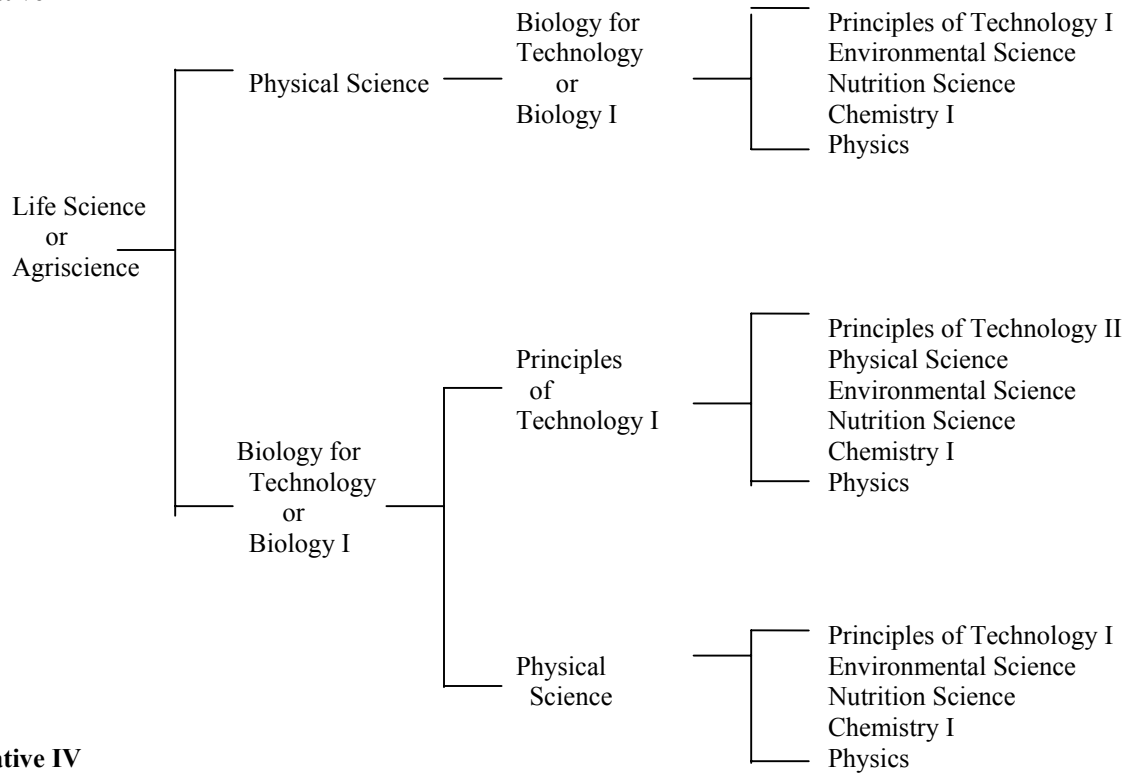 Life Science
or
Agriscience
Physical Science
Biology for
Technology
or
Biology I
Principles of Technology I
Environmental Science
Nutrition Science
Chemistry I
Physics
Biology for
Technology
or
Biology I
Principles
of
Technology I
Principles of Technology II
Physical Science
Environmental Science
Nutrition Science
Chemistry I
Physics
Physical
Science
Principles of Technology I
Environmental Science
Nutrition Science
Chemistry I
Physics
ative IV